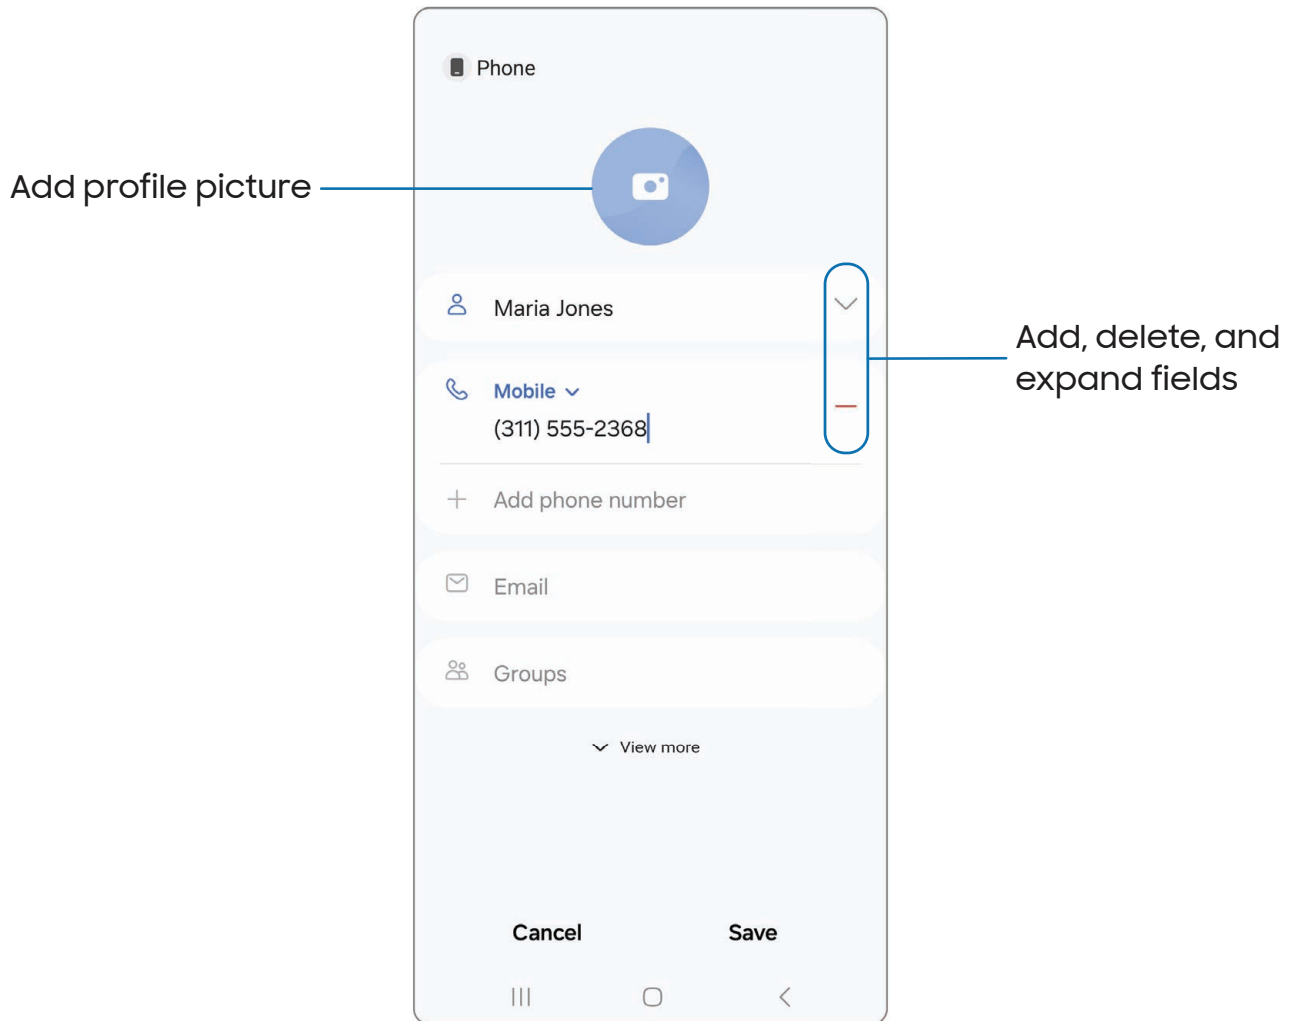 Phone
Add profile picture
Maria Jones
Add, delete, and
expand fields
Mobile
(311) 555-2368
Add phone number
Email
Groups
View more
Cancel
Save